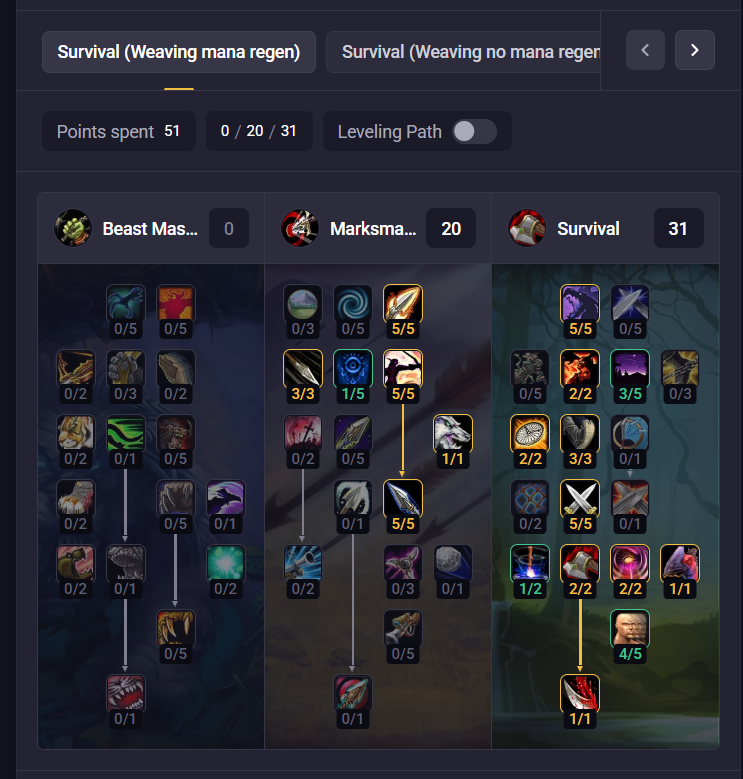 Survival (Weaving mana regen) Survival (Weaving no mana regen
Points spent 51 0 / 20 / 31 Leveling Path
Beast Mas... 0 Marksma... 20 Survival 31
0/5 0/5 0/3 0/5 5/5 5/5 0/5
0/2 0/3 0/2 3/3 1/5 5/5 0/5 2/2 3/5 0/3
0/2 0/1 0/5 0/2 0/5 1/1 2/2 3/3 0/1
0/2 0/5 0/1 0/1 5/5 0/2 5/5 0/1
0/2 0/1 0/2 0/2 0/3 0/1 1/2 2/2 2/2 1/1
0/5 0/5 4/5
0/1 0/1 1/1